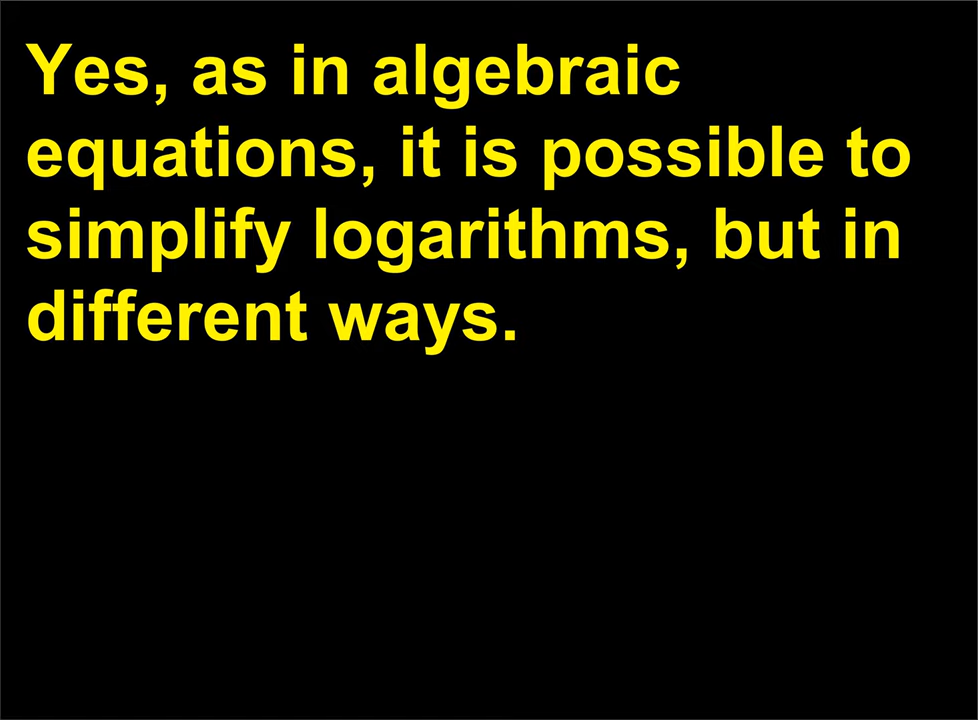 Yes, as in algebraic
equations, it is possible to
simplify logarithms, but in
different ways.